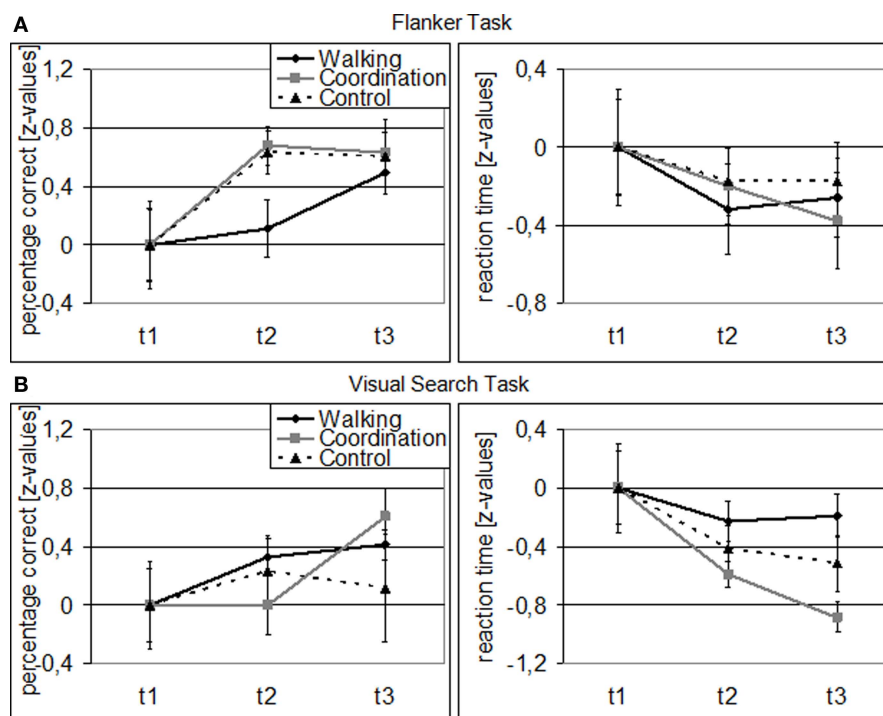 A
Flanker Task
percentage correct [z-values]
1,2
0,8
0,4
0
-0,4
Walking
Coordination
Control
t1 t2 t3
reaction time [z-values]
0,4
0
-0,4
-0,8
t1 t2 t3
B
Visual Search Task
percentage correct [z-values]
1,2
0,8
0,4
0
-0,4
Walking
Coordination
Control
t1 t2 t3
reaction time [z-values]
0,4
0
-0,4
-0,8
-1,2
t1 t2 t3